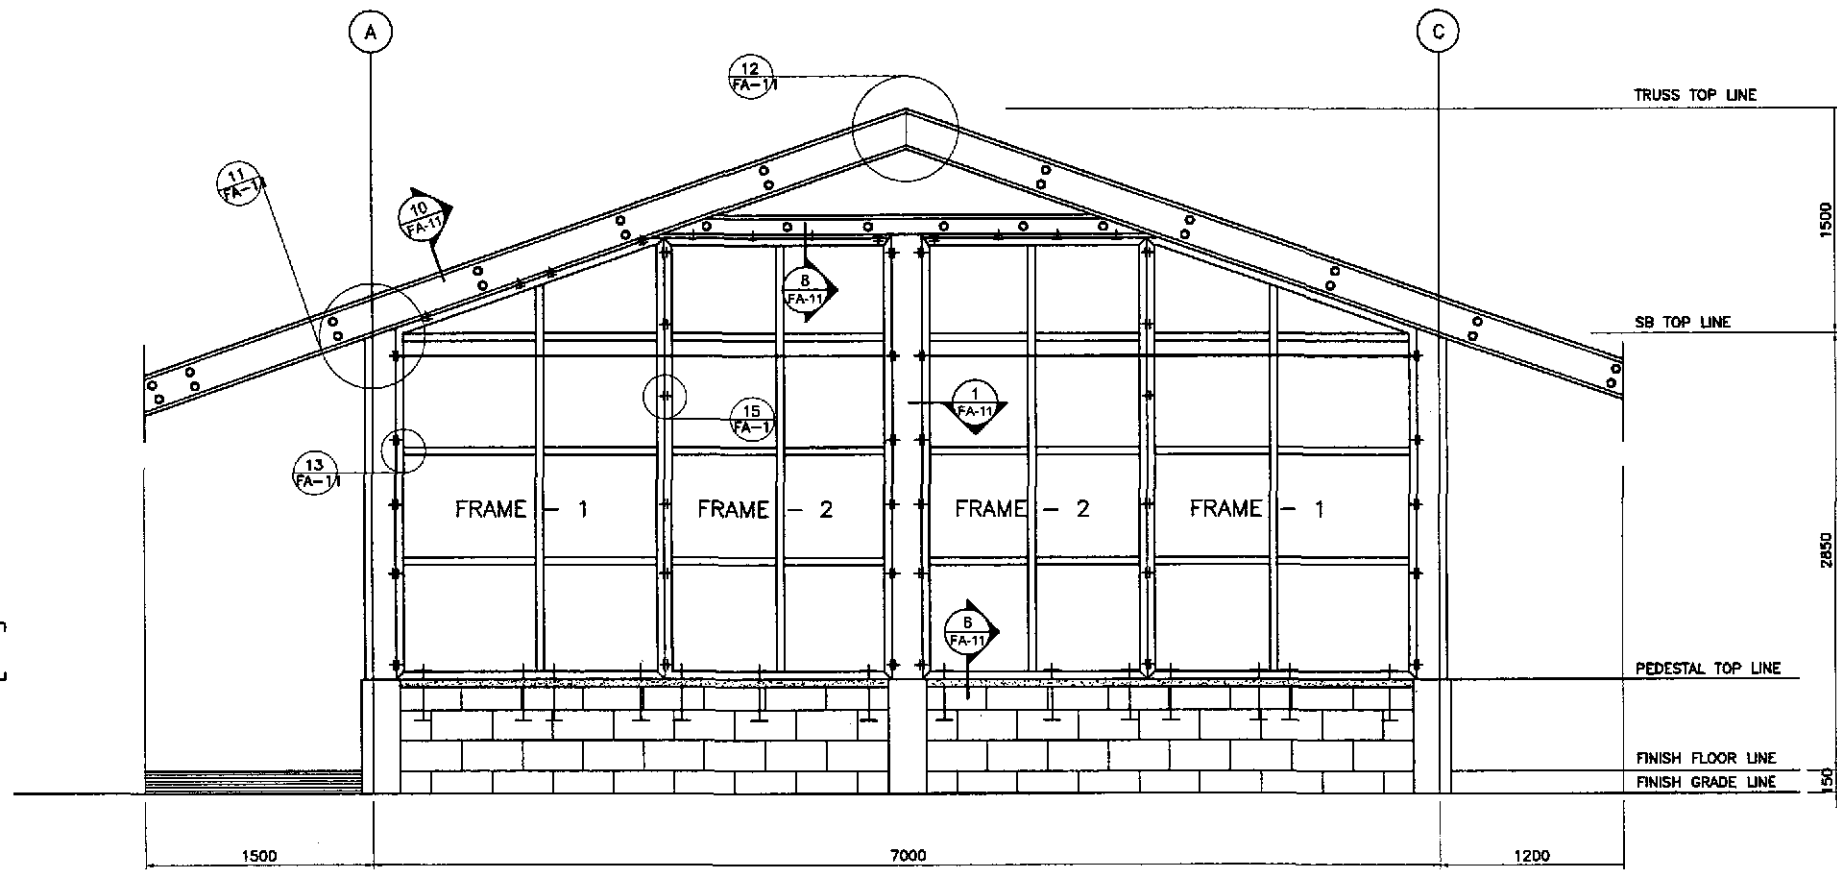 A
C
12
FA-11
TRUSS TOP LINE
11
FA-11
10
FA-11
1500
8
FA-11
SB TOP LINE
1
FA-11
15
FA-1
13
FA-11
FRAME - 1
FRAME - 2
FRAME - 2
FRAME - 1
2850
6
FA-11
PEDESTAL TOP LINE
FINISH FLOOR LINE
FINISH GRADE LINE
150
1500
7000
1200